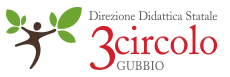 Direzione Didattica Statale
3circolo
GUBBIO